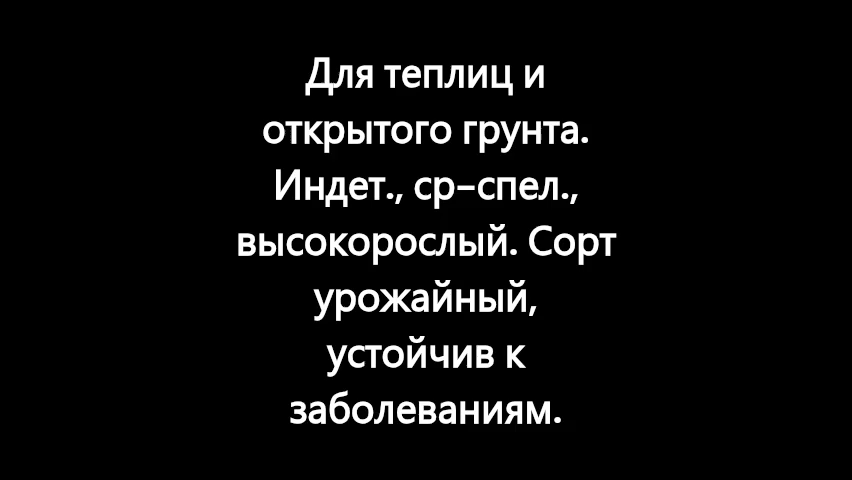 Для теплиц и
открытого грунта.
Индет., ср-спел.,
высокорослый. Сорт
урожайный,
устойчив к
заболеваниям.